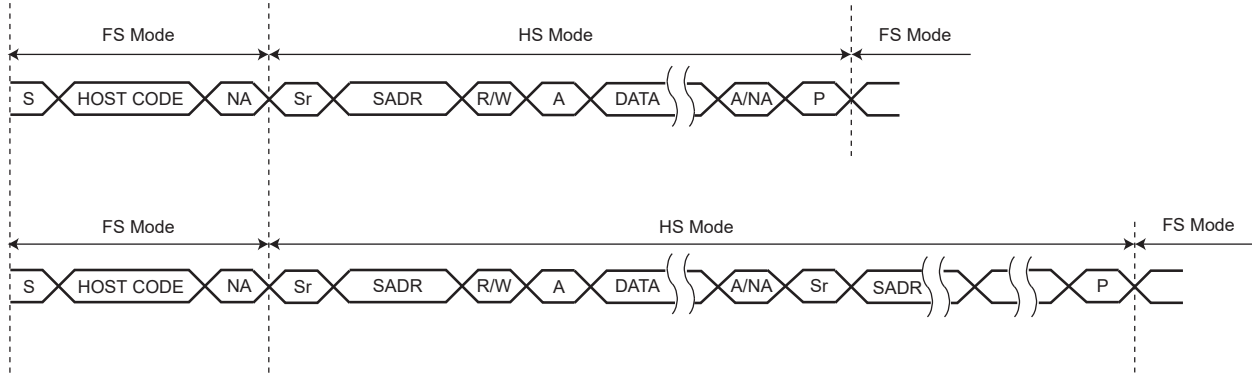 FS Mode HS Mode FS Mode
S HOST CODE NA Sr SADR R/W A DATA A/NA P
FS Mode HS Mode FS Mode
S HOST CODE NA Sr SADR R/W A DATA A/NA Sr SADR P